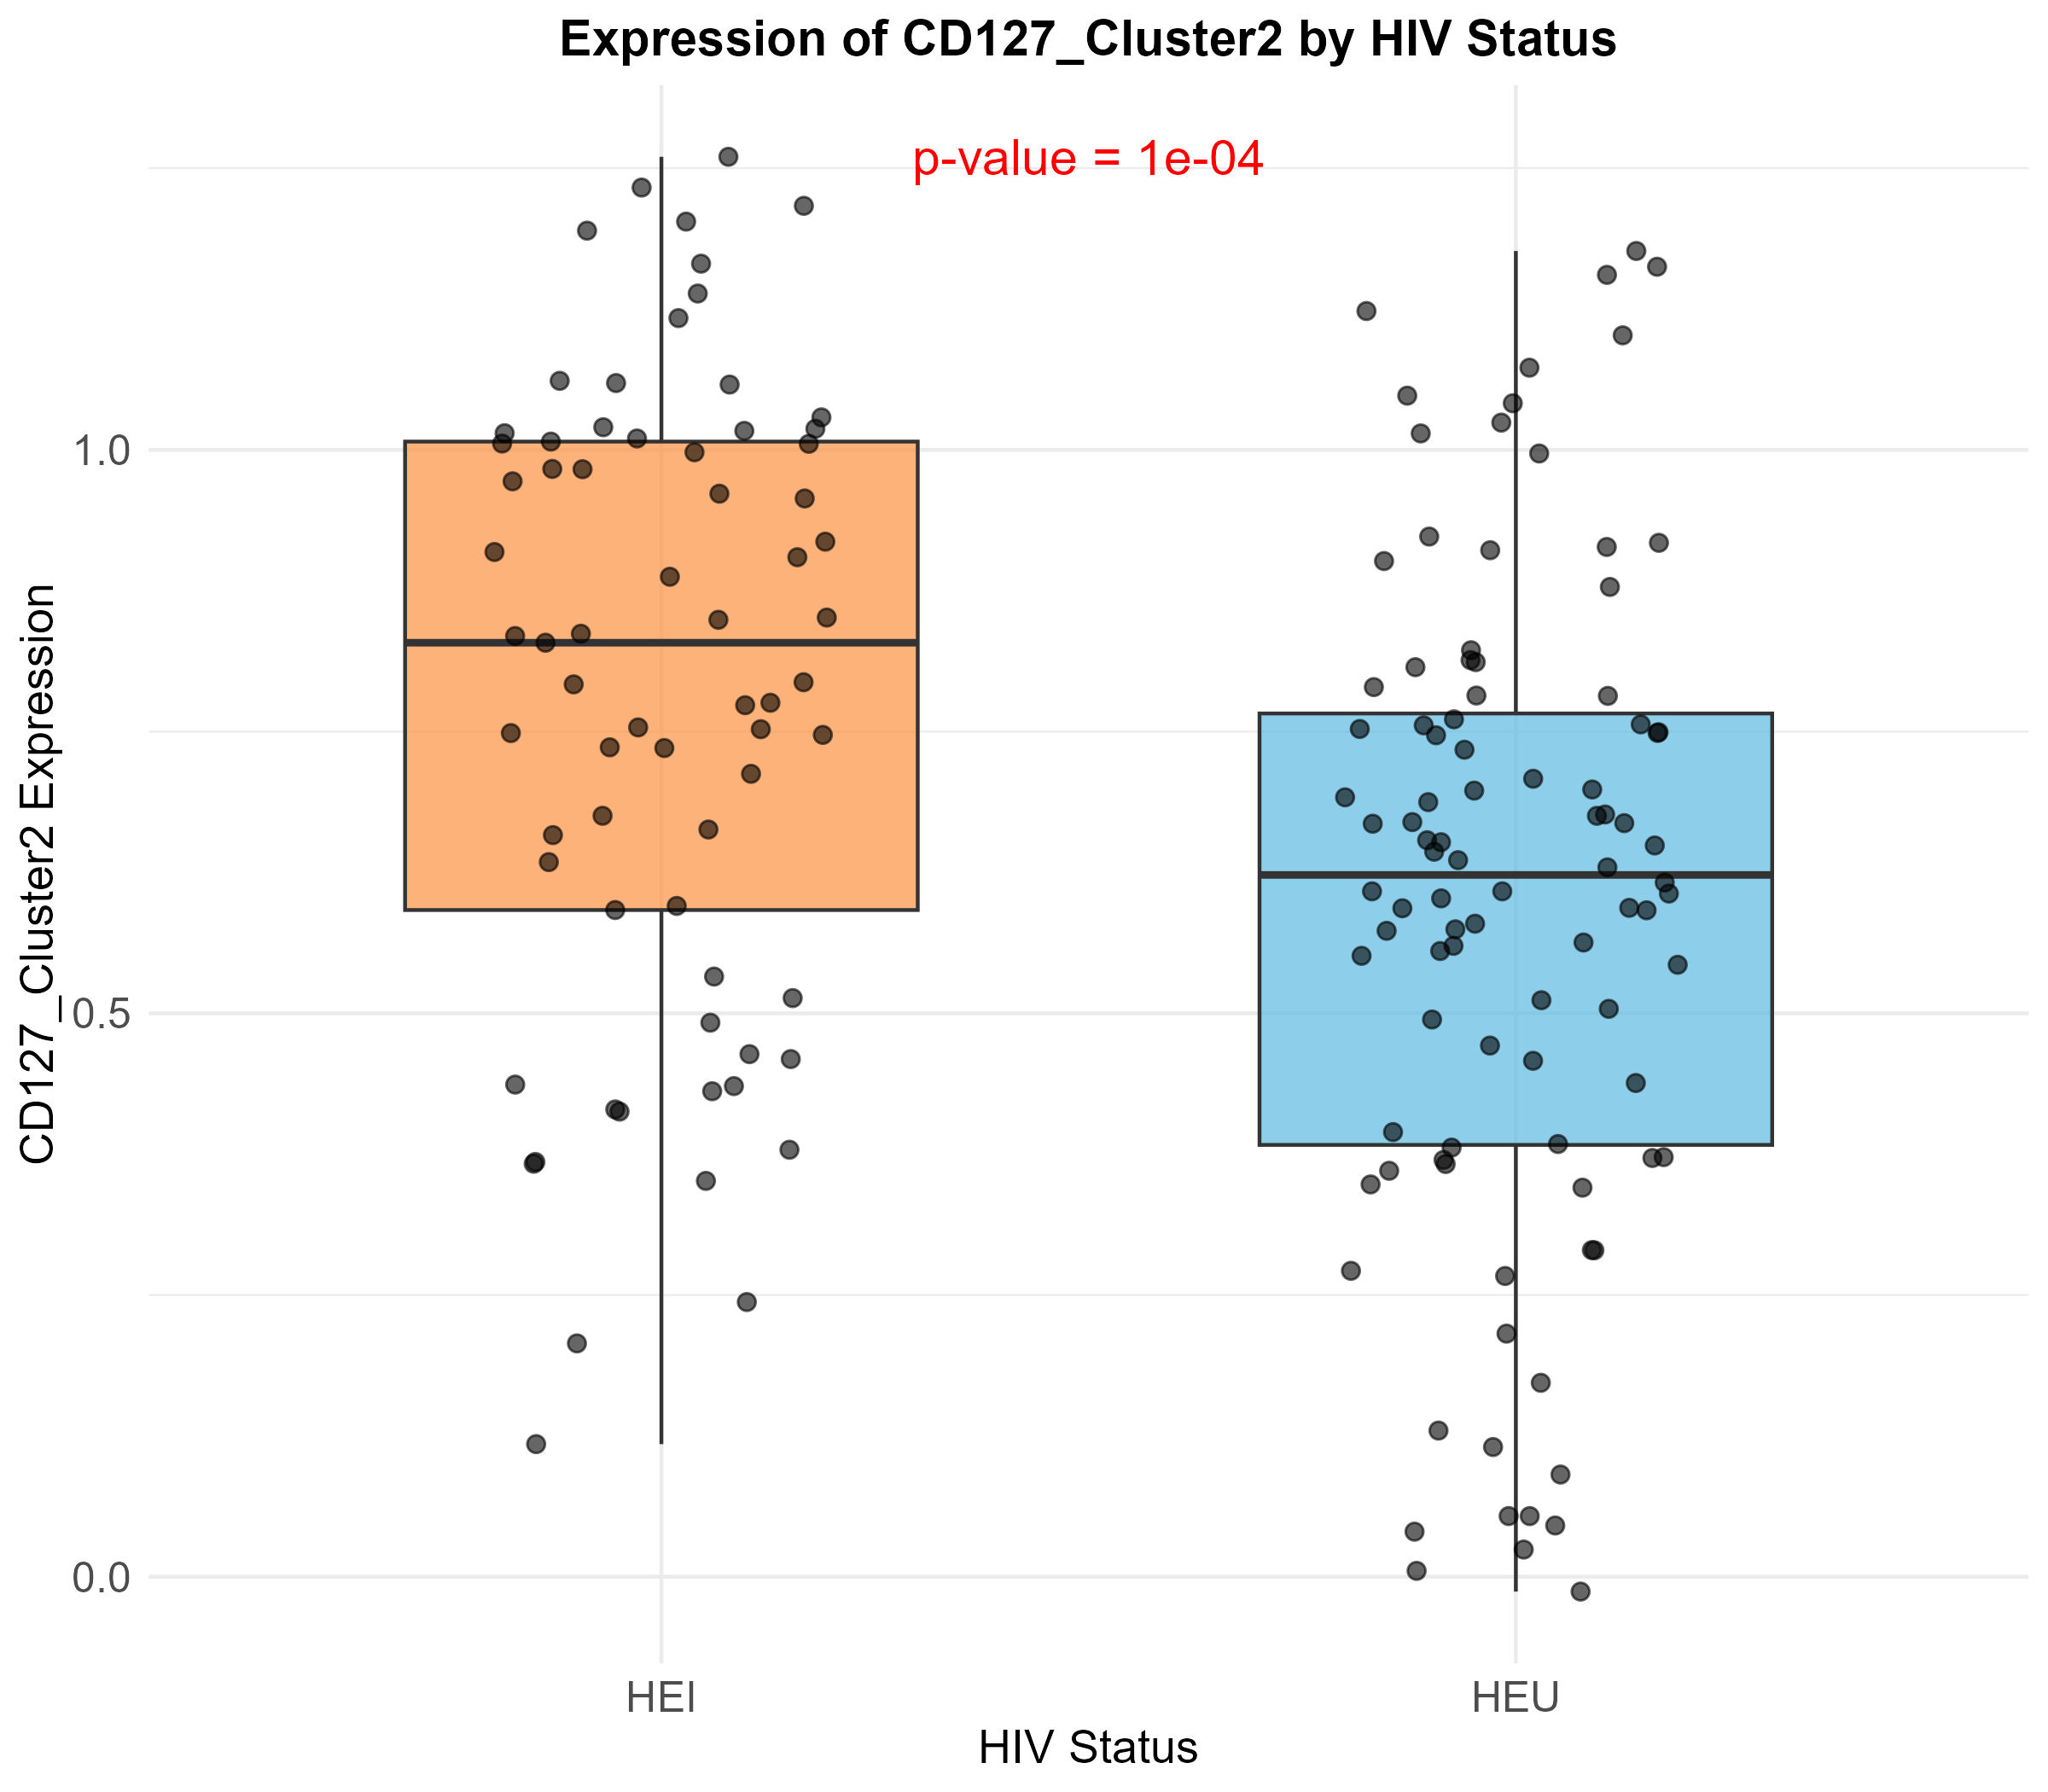 Expression of CD127_Cluster2 by HIV Status
p-value = 1e-04
CD127_Cluster2 Expression
1.0
0.5
0.0
HEI
HEU
HIV Status